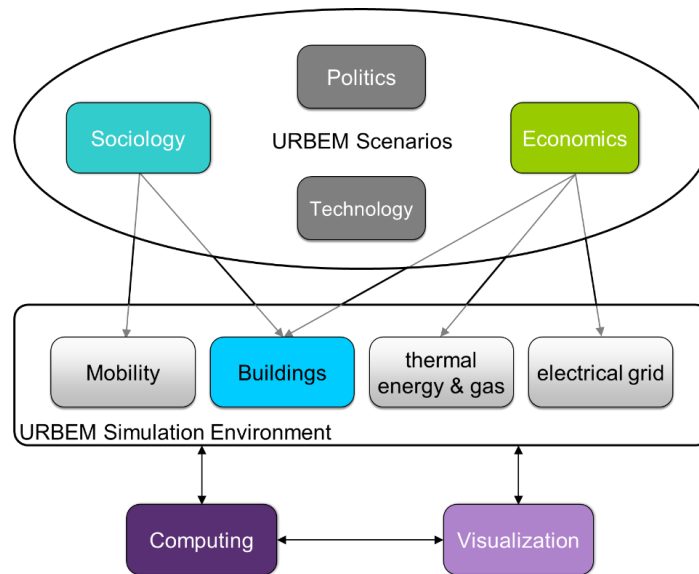 Politics
Sociology
URBEM Scenarios
Economics
Technology
Mobility
Buildings
thermal
energy & gas
electrical grid
URBEM Simulation Environment
Computing
Visualization